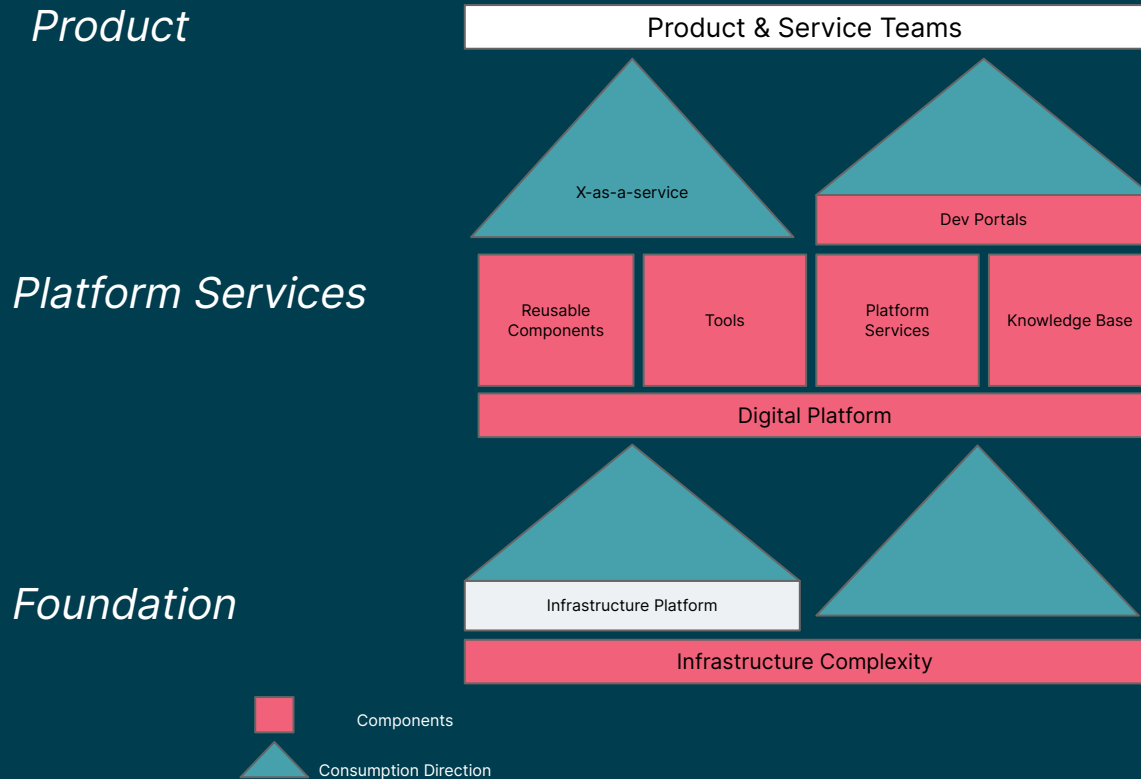 Product
Product & Service Teams
X-as-a-service
Dev Portals
Platform Services
Reusable
Components
Tools
Platform
Services
Knowledge Base
Digital Platform
Foundation
Infrastructure Platform
Infrastructure Complexity
Components
Consumption Direction